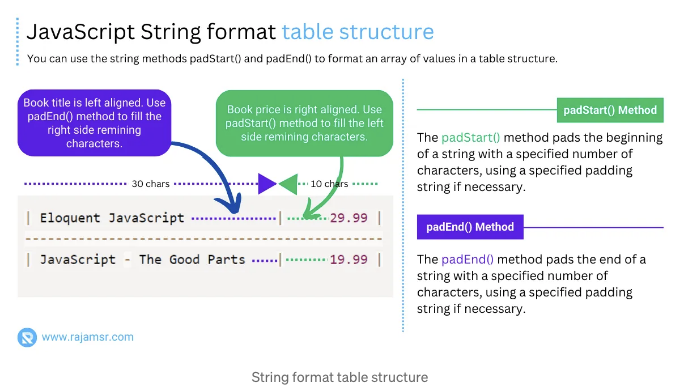 JavaScript String format table structure
You can use the string methods padStart() and padEnd() to format an array of values in a table structure.
Book title is left aligned. Use
padEnd() method to fill the
right side remining
characters.
Book price is right aligned. Use
padStart() method to fill the left
side remining characters.
30 chars
10 chars
| Eloquent JavaScript | 29.99 |
| JavaScript - The Good Parts | 19.99 |
padStart() Method
The padStart() method pads the beginning
of a string with a specified number of
characters, using a specified padding
string if necessary.
padEnd() Method
The padEnd() method pads the end of a
string with a specified number of
characters, using a specified padding
string if necessary.
www.rajamsr.com
String format table structure